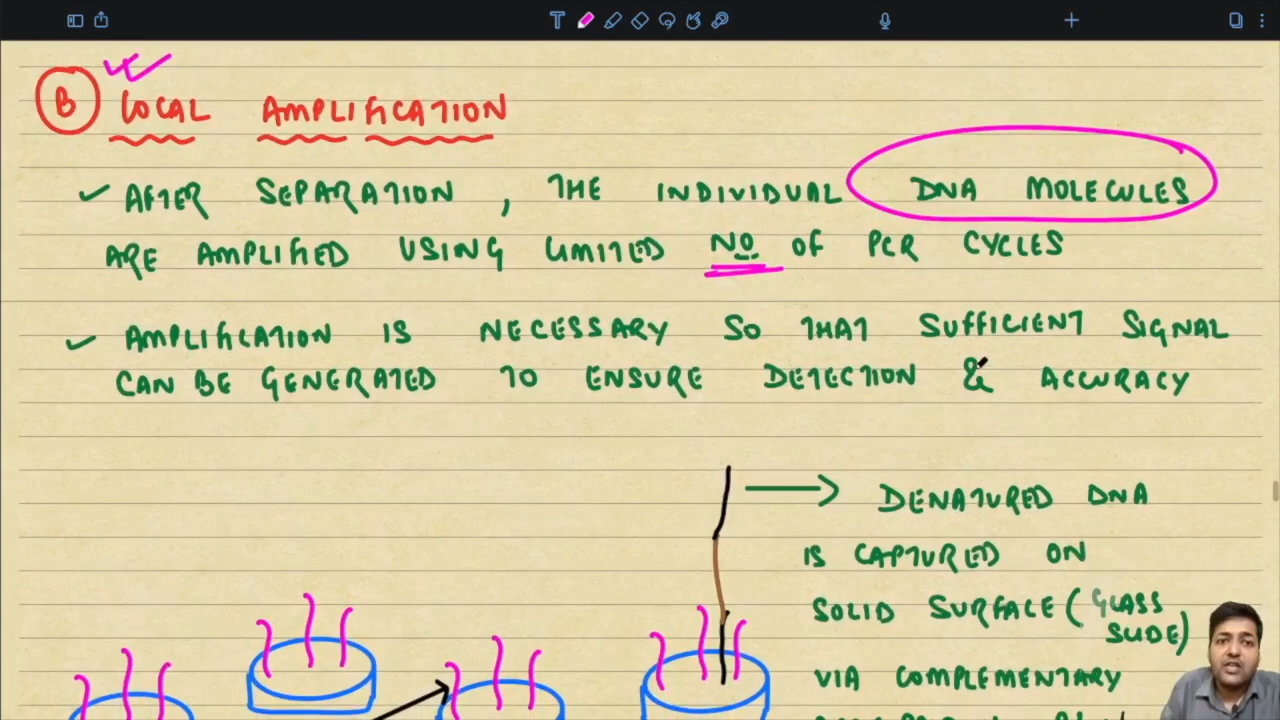 B LOCAL AMPLIFICATION
✓ AFTER SEPARATION, THE INDIVIDUAL DNA MOLECULES
ARE AMPLIFIED USING LIMITED NO. OF PCR CYCLES
✓ AMPLIFICATION IS NECESSARY SO THAT SUFFICIENT SIGNAL
CAN BE GENERATED TO ENSURE DETECTION & ACCURACY
→ DENATURED DNA
IS CAPTURED ON
SOLID SURFACE (GLASS
SLIDE)
VIA COMPLEMENTARY